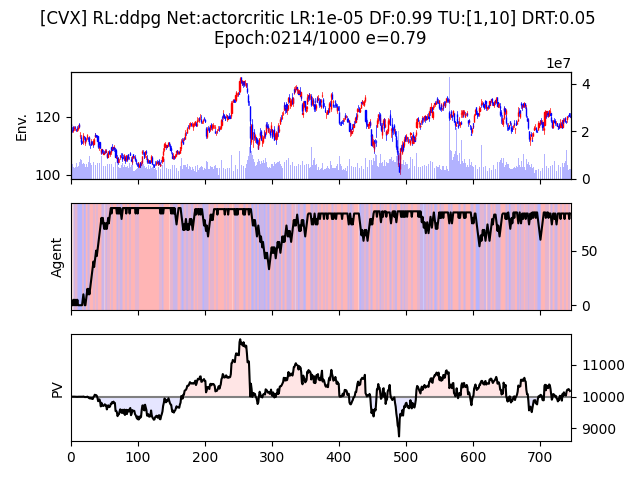 [CVX] RL:ddpg Net:actorcritic LR:1e-05 DF:0.99 TU:[1,10] DRT:0.05
Epoch:0214/1000 e=0.79
1e7
Env.
120
100
4
2
0
Agent
50
0
PV
11000
10000
9000
0 100 200 300 400 500 600 700